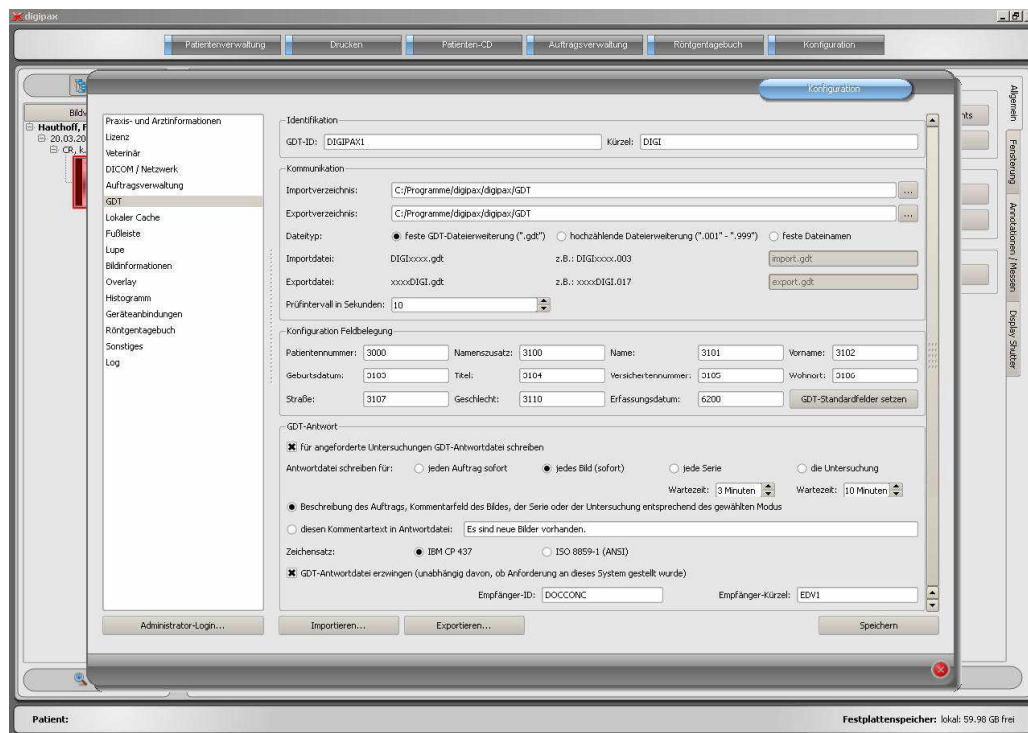 digipax
Patientenverwaltung Drucken Patienten-CD Auftragsverwaltung Röntgentagebuch Konfiguration
Konfiguration
Hauthoff, F
20.03.20
CR, k.
Praxis- und Arztinformationen
Lizenz
Veterinär
DICOM / Netzwerk
Auftragsverwaltung
GDT
Lokaler Cache
Fußleiste
Lupe
Bildinformationen
Overlay
Histogramm
Geräteanbindungen
Röntgentagebuch
Sonstiges
Log
Identifikation
GDT-ID: DIGIPAX1 Kürzel: DIGI
Kommunikation
Importverzeichnis: C:/Programme/digipax/digipax/GDT ...
Exportverzeichnis: C:/Programme/digipax/digipax/GDT ...
Dateityp: feste GDT-Dateierweiterung (".gdt") hochzählende Dateierweiterung (".001" - ".999") feste Dateinamen
Importdatei: DIGIxxxx.gdt z.B.: DIGIxxxx.003 import.gdt
Exportdatei: xxxxDIGI.gdt z.B.: xxxxDIGI.017 export.gdt
Prüfintervall in Sekunden: 10
Konfiguration Feldbelegung
Patientennummer: 3000 Namenszusatz: 3100 Name: 3101 Vorname: 3102
Geburtsdatum: 3103 Titel: 3104 Versichertennummer: 3105 Wohnort: 3106
Straße: 3107 Geschlecht: 3110 Erfassungsdatum: 6200 GDT-Standardfelder setzen
GDT-Antwort
für angeforderte Untersuchungen GDT-Antwortdatei schreiben
Antwortdatei schreiben für: jeden Auftrag sofort jedes Bild (sofort) jede Serie die Untersuchung
Wartezeit: 3 Minuten Wartezeit: 10 Minuten
Beschreibung des Auftrags, Kommentarfeld des Bildes, der Serie oder der Untersuchung entsprechend des gewählten Modus
diesen Kommentartext in Antwortdatei: Es sind neue Bilder vorhanden.
Zeichensatz: IBM CP 437 ISO 8859-1 (ANSI)
GDT-Antwortdatei erzwingen (unabhängig davon, ob Anforderung an dieses System gestellt wurde)
Empfänger-ID: DOCCONC Empfänger-Kürzel: EDV1
Administrator-Login... Importieren... Exportieren... Speichern
Allgemein
Fensterung
Annotationen / Messen
Display Shutter
Patient: Festplattenspeicher: lokal: 59.98 GB frei